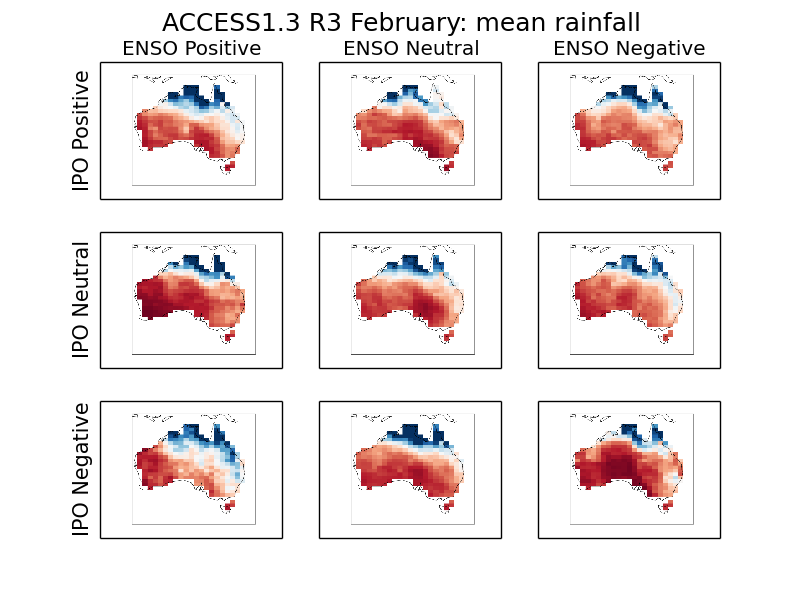 ACCESS1.3 R3 February: mean rainfall
ENSO Positive
ENSO Neutral
ENSO Negative
IPO Positive
IPO Neutral
IPO Negative